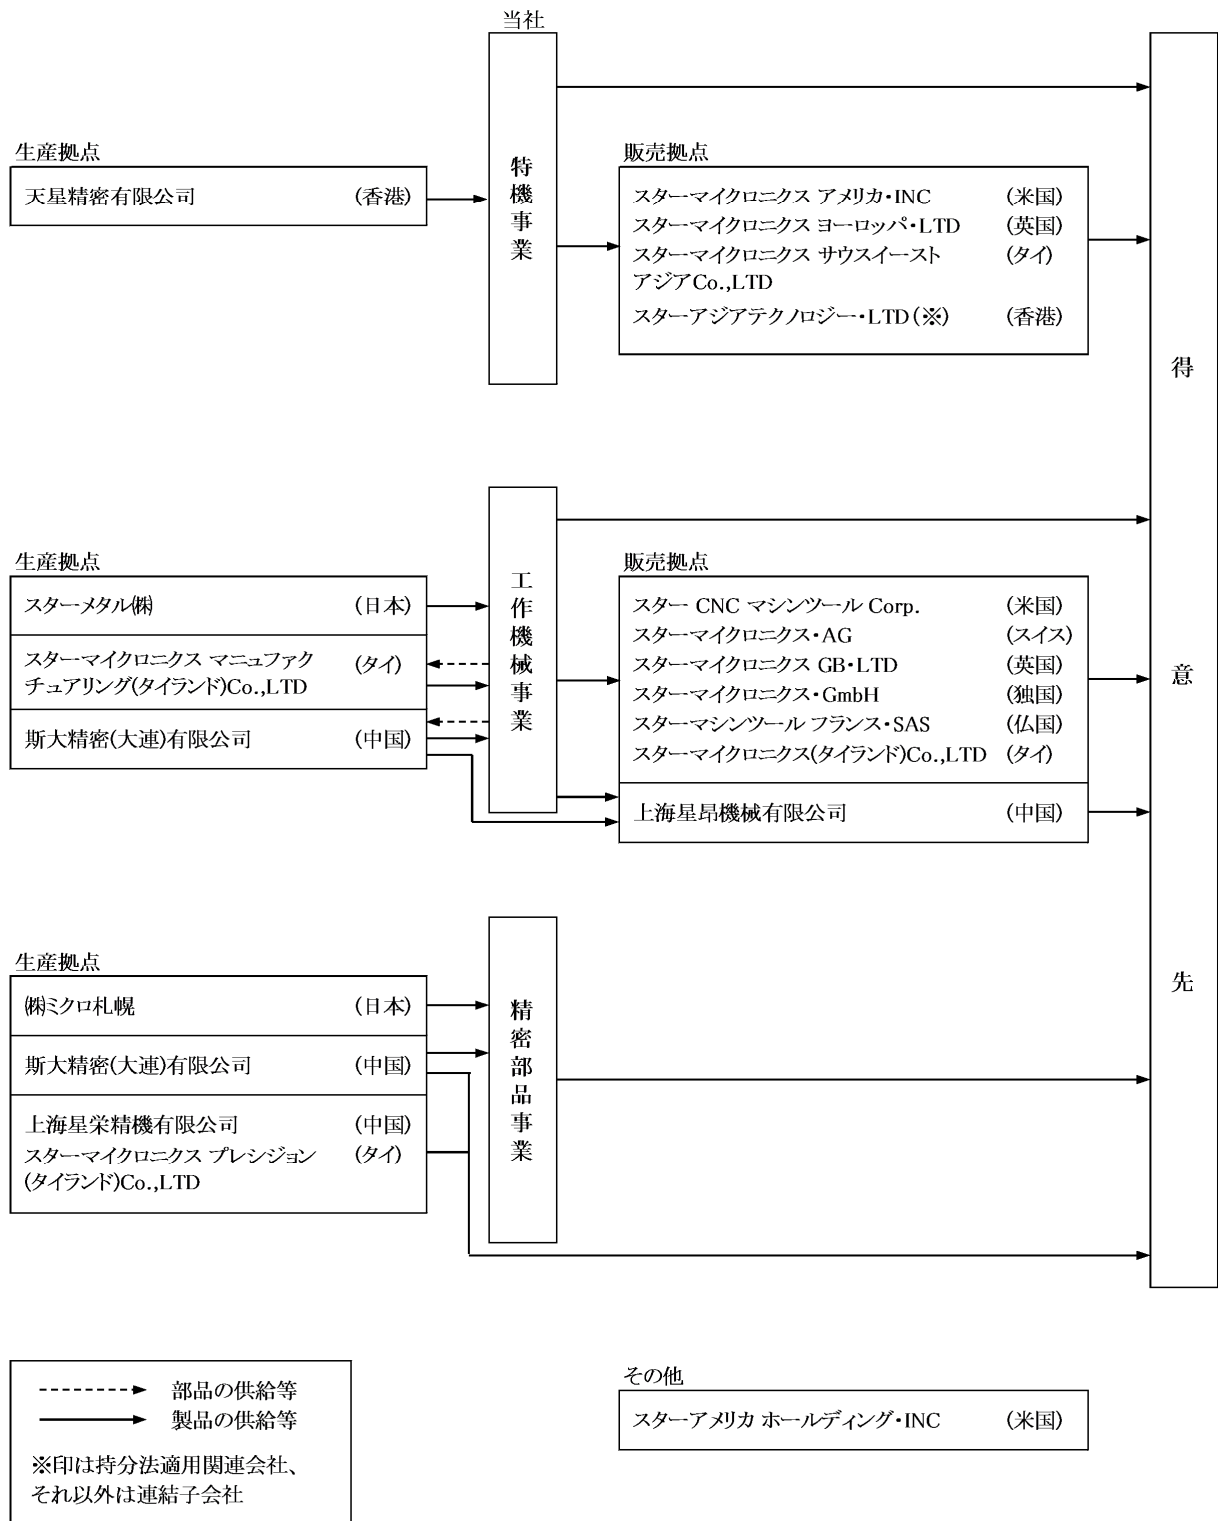 当社
特機事業
生産拠点
天星精密有限公司 (香港)
販売拠点
スターマイクロニクス アメリカ・INC (米国)
スターマイクロニクス ヨーロッパ・LTD (英国)
スターマイクロニクス サウスイースト (タイ)
アジアCo.,LTD
スターアジアテクノロジー・LTD(※) (香港)
得意先
工作機械事業
生産拠点
スターメタル㈱ (日本)
スターマイクロニクス マニュファク (タイ)
チュアリング(タイランド)Co.,LTD
斯大精密(大連)有限公司 (中国)
販売拠点
スター CNC マシンツール Corp. (米国)
スターマイクロニクス・AG (スイス)
スターマイクロニクス GB・LTD (英国)
スターマイクロニクス・GmbH (独国)
スターマシンツール フランス・SAS (仏国)
スターマイクロニクス(タイランド)Co.,LTD (タイ)
上海星昂機械有限公司 (中国)
精密部品事業
生産拠点
㈱ミクロ札幌 (日本)
斯大精密(大連)有限公司 (中国)
上海星栄精機有限公司 (中国)
スターマイクロニクス プレシジョン (タイ)
(タイランド)Co.,LTD
部品の供給等
製品の供給等
※印は持分法適用関連会社、
それ以外は連結子会社
その他
スターアメリカ ホールディング・INC (米国)